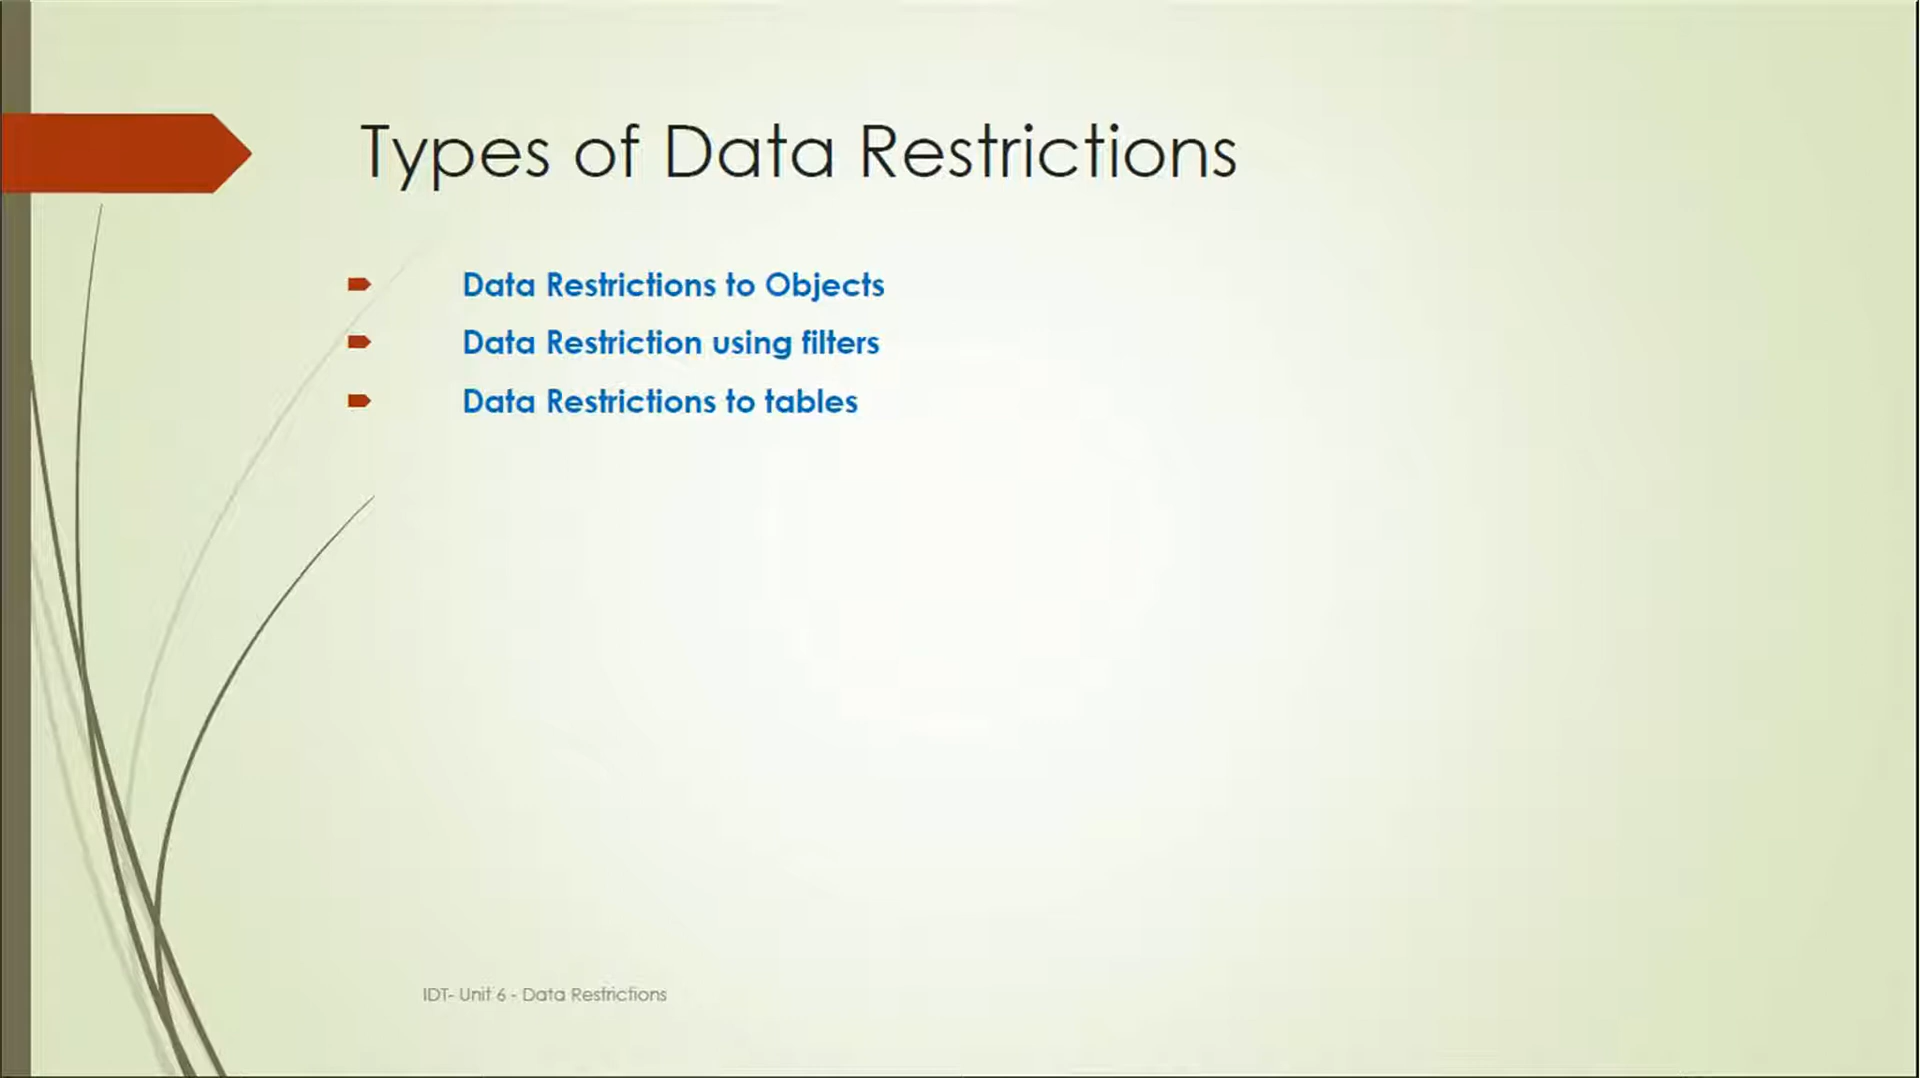 Types of Data Restrictions
Data Restrictions to Objects
Data Restriction using filters
Data Restrictions to tables
IDT- Unit 6 - Data Restrictions